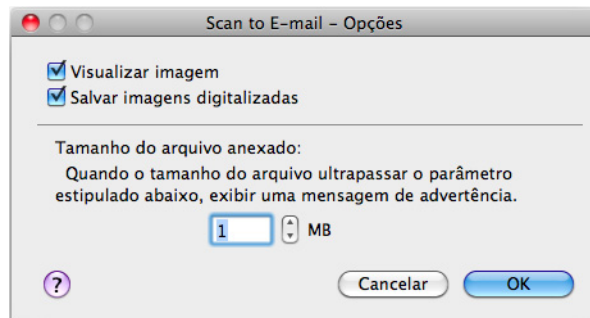 Scan to E-mail – Opções
Visualizar imagem
Salvar imagens digitalizadas
Tamanho do arquivo anexado:
Quando o tamanho do arquivo ultrapassar o parâmetro
estipulado abaixo, exibir uma mensagem de advertência.
1 MB
? Cancelar OK